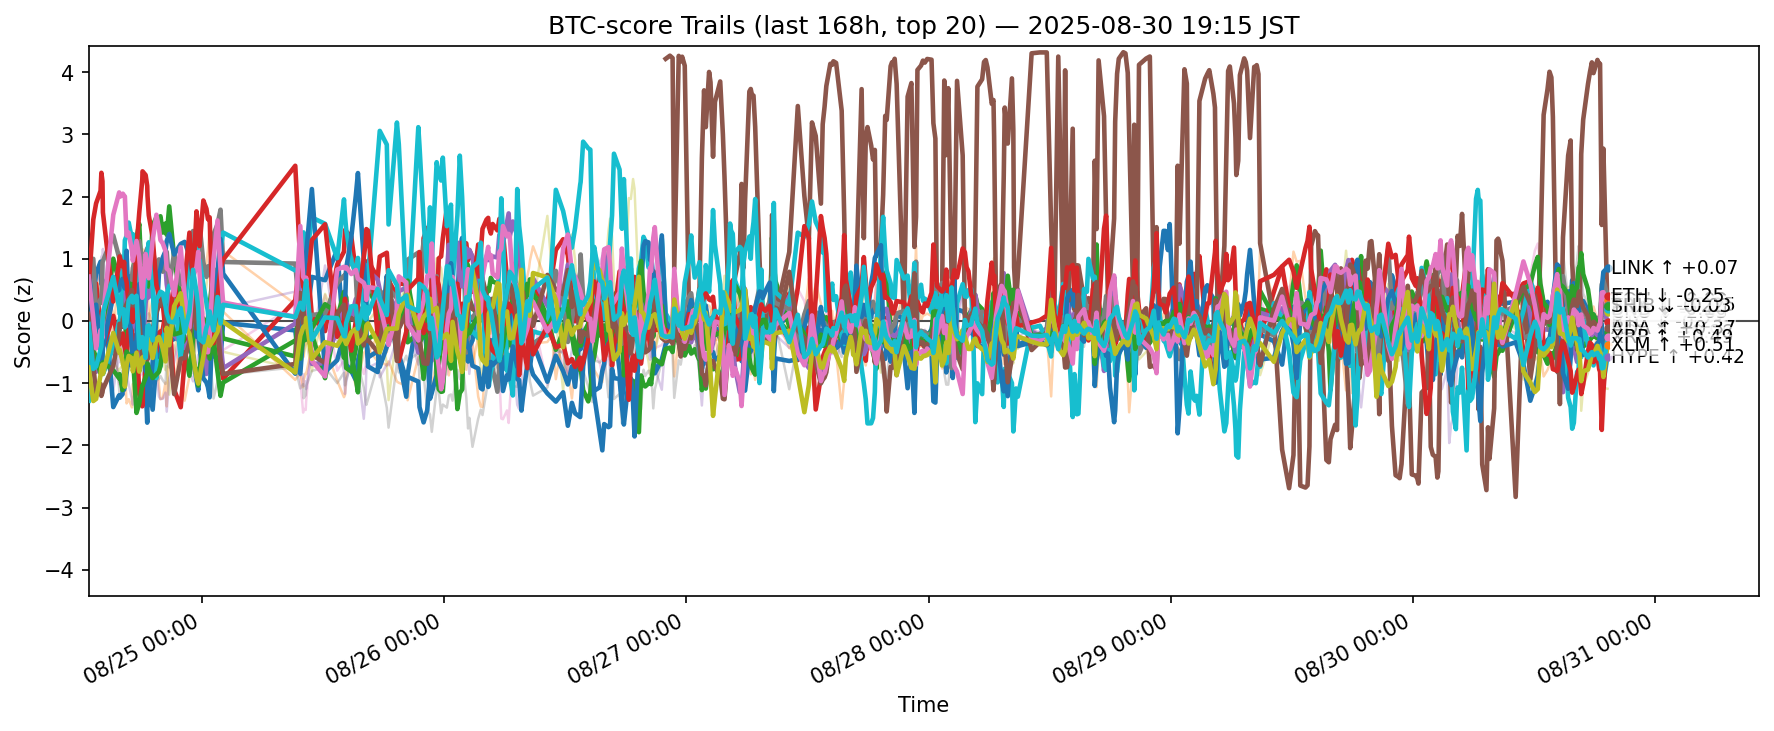 BTC-score Trails (last 168h, top 20) — 2025-08-30 19:15 JST
Score (z)
4
3
2
1
0
−1
−2
−3
−4
LINK ↑ +0.07
ETH ↓ -0.25
SHIB ↓ -0.03
XLM ↑ +0.51
HYPE ↑ +0.42
08/25 00:00
08/26 00:00
08/27 00:00
08/28 00:00
08/29 00:00
08/30 00:00
08/31 00:00
Time